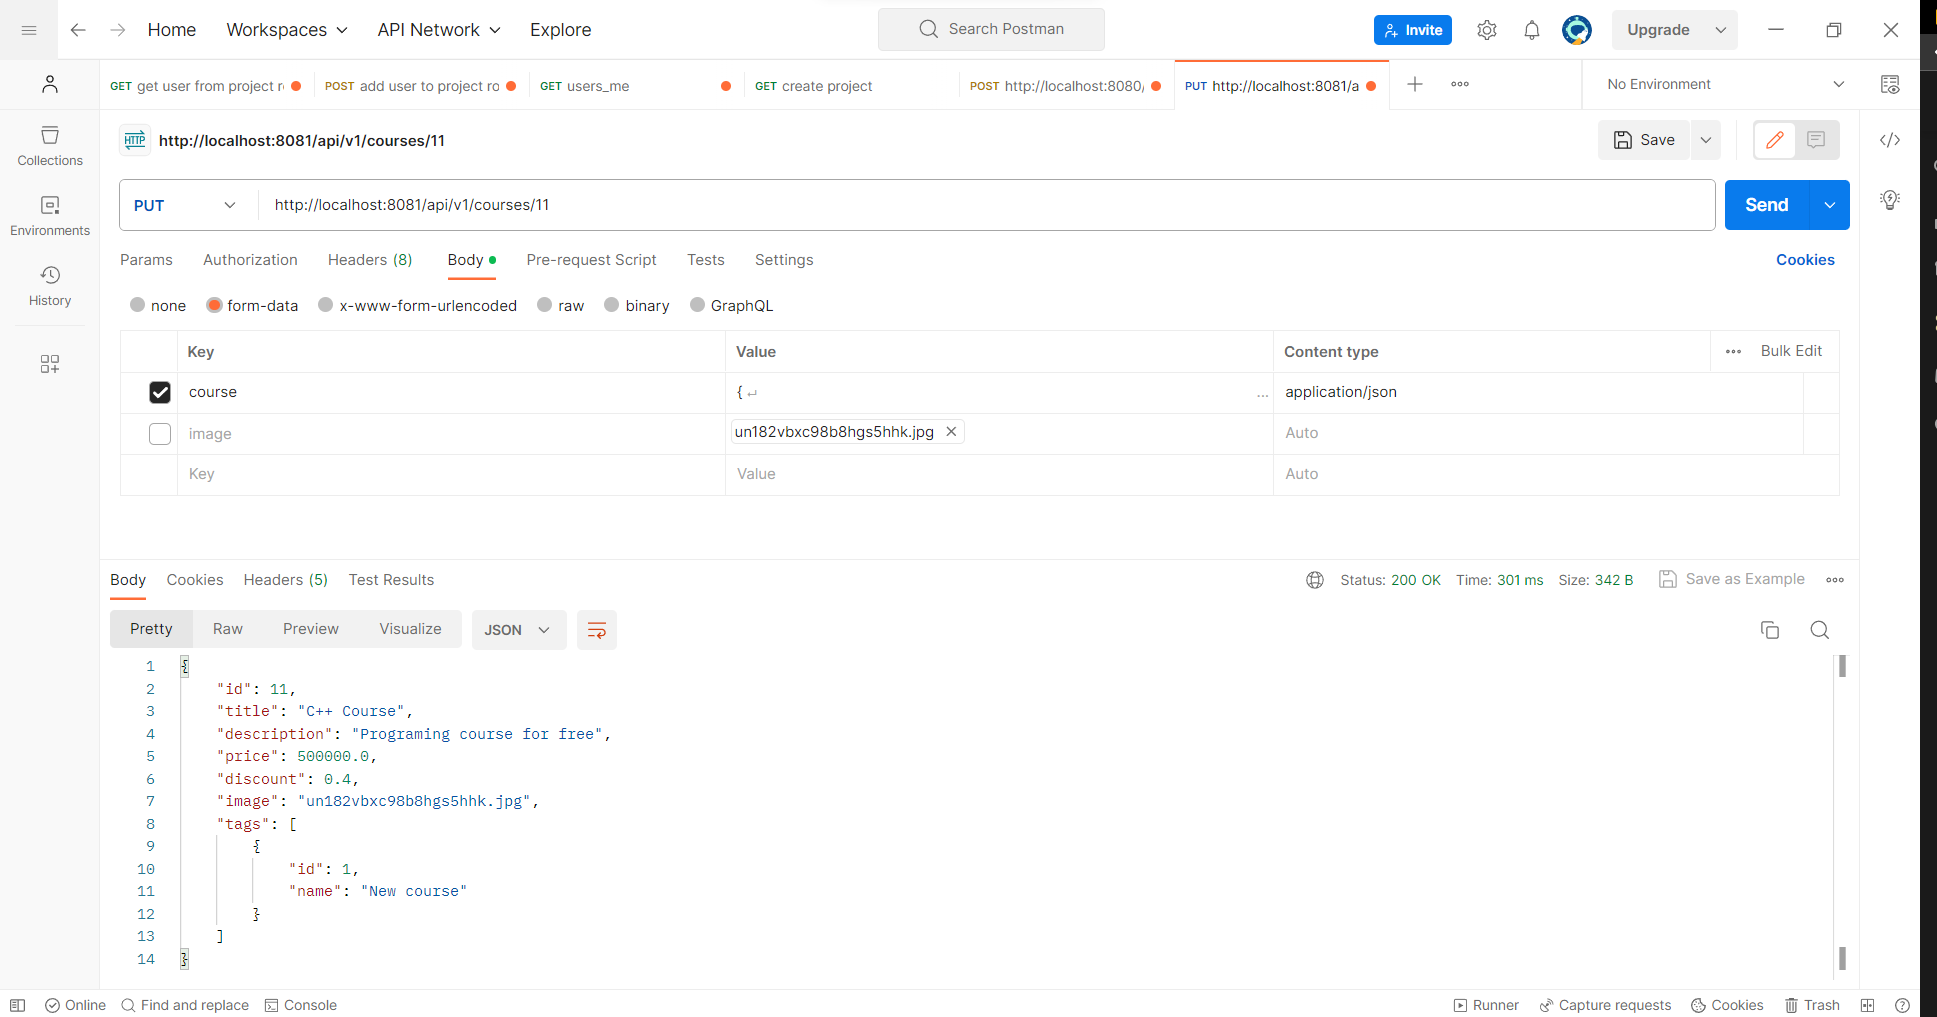 Home Workspaces API Network Explore Search Postman Invite Upgrade
GET get user from project r POST add user to project ro GET users_me GET create project POST http://localhost:8080/ PUT http://localhost:8081/a No Environment
HTTP http://localhost:8081/api/v1/courses/11 Save
Collections
PUT http://localhost:8081/api/v1/courses/11 Send
Environments
Params Authorization Headers (8) Body Pre-request Script Tests Settings Cookies
History
none form-data x-www-form-urlencoded raw binary GraphQL
Key Value Content type Bulk Edit
course { ↵ ... application/json
image un182vbxc98b8hgs5hhk.jpg Auto
Key Value Auto
Body Cookies Headers (5) Test Results Status: 200 OK Time: 301 ms Size: 342 B Save as Example
Pretty Raw Preview Visualize JSON
1 {
2 "id": 11,
3 "title": "C++ Course",
4 "description": "Programing course for free",
5 "price": 500000.0,
6 "discount": 0.4,
7 "image": "un182vbxc98b8hgs5hhk.jpg",
8 "tags": [
9 {
10 "id": 1,
11 "name": "New course"
12 }
13 ]
14 }
Online Find and replace Console Runner Capture requests Cookies Trash